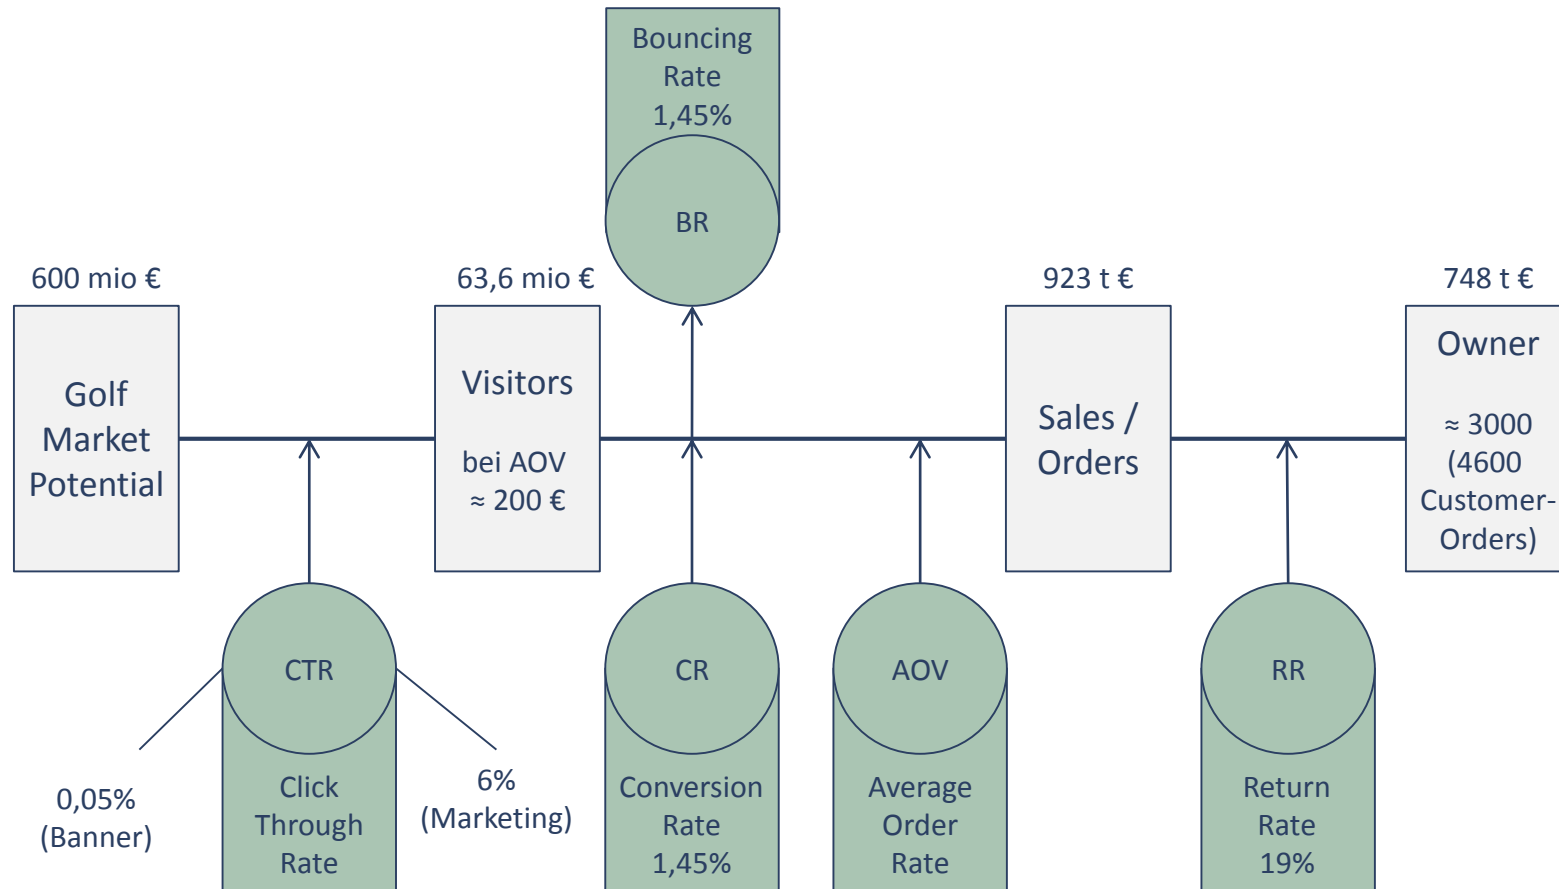 Bouncing
Rate
1,45%
BR
600 mio €
63,6 mio €
923 t €
748 t €
Golf
Market
Potential
Visitors
bei AOV
≈ 200 €
Sales /
Orders
Owner
≈ 3000
(4600
Customer-
Orders)
CTR
CR
AOV
RR
0,05%
(Banner)
Click
Through
Rate
6%
(Marketing)
Conversion
Rate
1,45%
Average
Order
Rate
Return
Rate
19%